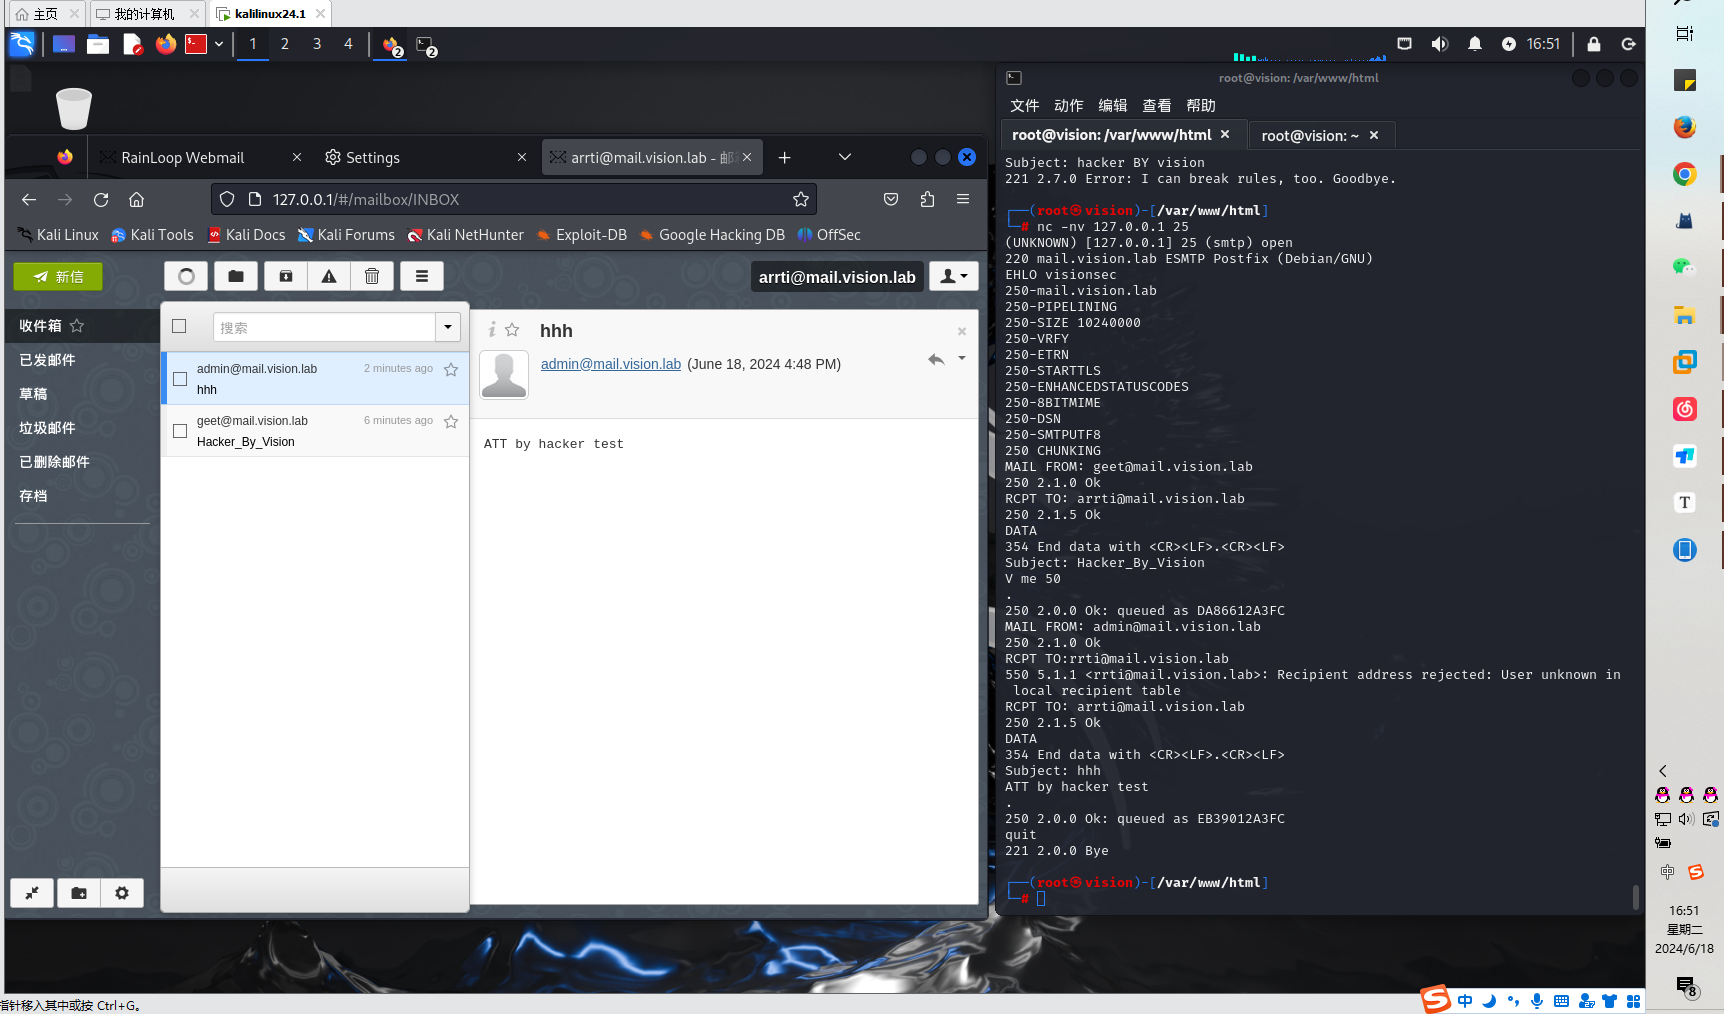 主页
我的计算机
kalilinux24.1
1 2 3 4
2
2
16:51
RainLoop Webmail
Settings
arrti@mail.vision.lab - 邮
127.0.0.1/#/mailbox/INBOX
Kali Linux
Kali Tools
Kali Docs
Kali Forums
Kali NetHunter
Exploit-DB
Google Hacking DB
OffSec
新信
arrti@mail.vision.lab
收件箱
已发邮件
草稿
垃圾邮件
已删除邮件
存档
搜索
admin@mail.vision.lab
2 minutes ago
hhh
geet@mail.vision.lab
6 minutes ago
Hacker_By_Vision
hhh
admin@mail.vision.lab (June 18, 2024 4:48 PM)
ATT by hacker test
root@vision: /var/www/html
文件 动作 编辑 查看 帮助
root@vision: /var/www/html
root@vision: ~
Subject: hacker BY vision
221 2.7.0 Error: I can break rules, too. Goodbye.
┌──(root㉿vision)-[/var/www/html]
└─# nc -nv 127.0.0.1 25
(UNKNOWN) [127.0.0.1] 25 (smtp) open
220 mail.vision.lab ESMTP Postfix (Debian/GNU)
EHLO visionsec
250-mail.vision.lab
250-PIPELINING
250-SIZE 10240000
250-VRFY
250-ETRN
250-STARTTLS
250-ENHANCEDSTATUSCODES
250-8BITMIME
250-DSN
250-SMTPUTF8
250 CHUNKING
MAIL FROM: geet@mail.vision.lab
250 2.1.0 Ok
RCPT TO: arrti@mail.vision.lab
250 2.1.5 Ok
DATA
354 End data with <CR><LF>.<CR><LF>
Subject: Hacker_By_Vision
V me 50
.
250 2.0.0 Ok: queued as DA86612A3FC
MAIL FROM: admin@mail.vision.lab
250 2.1.0 Ok
RCPT TO:rrti@mail.vision.lab
550 5.1.1 <rrti@mail.vision.lab>: Recipient address rejected: User unknown in
local recipient table
RCPT TO: arrti@mail.vision.lab
250 2.1.5 Ok
DATA
354 End data with <CR><LF>.<CR><LF>
Subject: hhh
ATT by hacker test
.
250 2.0.0 Ok: queued as EB39012A3FC
quit
221 2.0.0 Bye
┌──(root㉿vision)-[/var/www/html]
└─#
T
中
16:51
星期二
2024/6/18
8
指针移入其中或按 Ctrl+G。
中